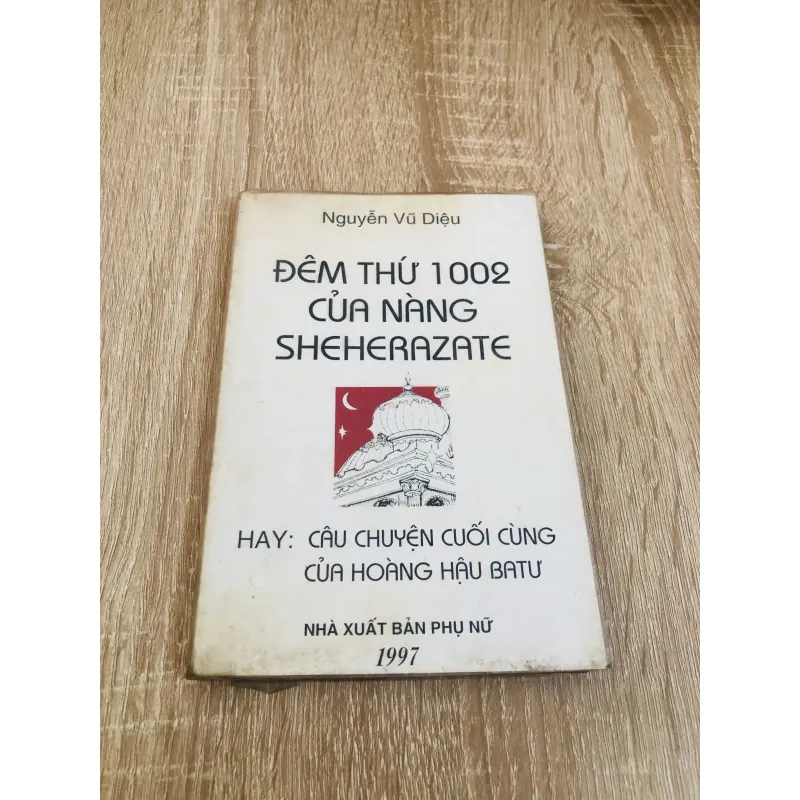 Nguyễn Vũ Diệu
ĐÊM THỨ 1002
CỦA NÀNG
SHEHERAZATE
HAY: CÂU CHUYỆN CUỐI CÙNG
CỦA HOÀNG HẬU BATƯ
NHÀ XUẤT BẢN PHỤ NỮ
1997